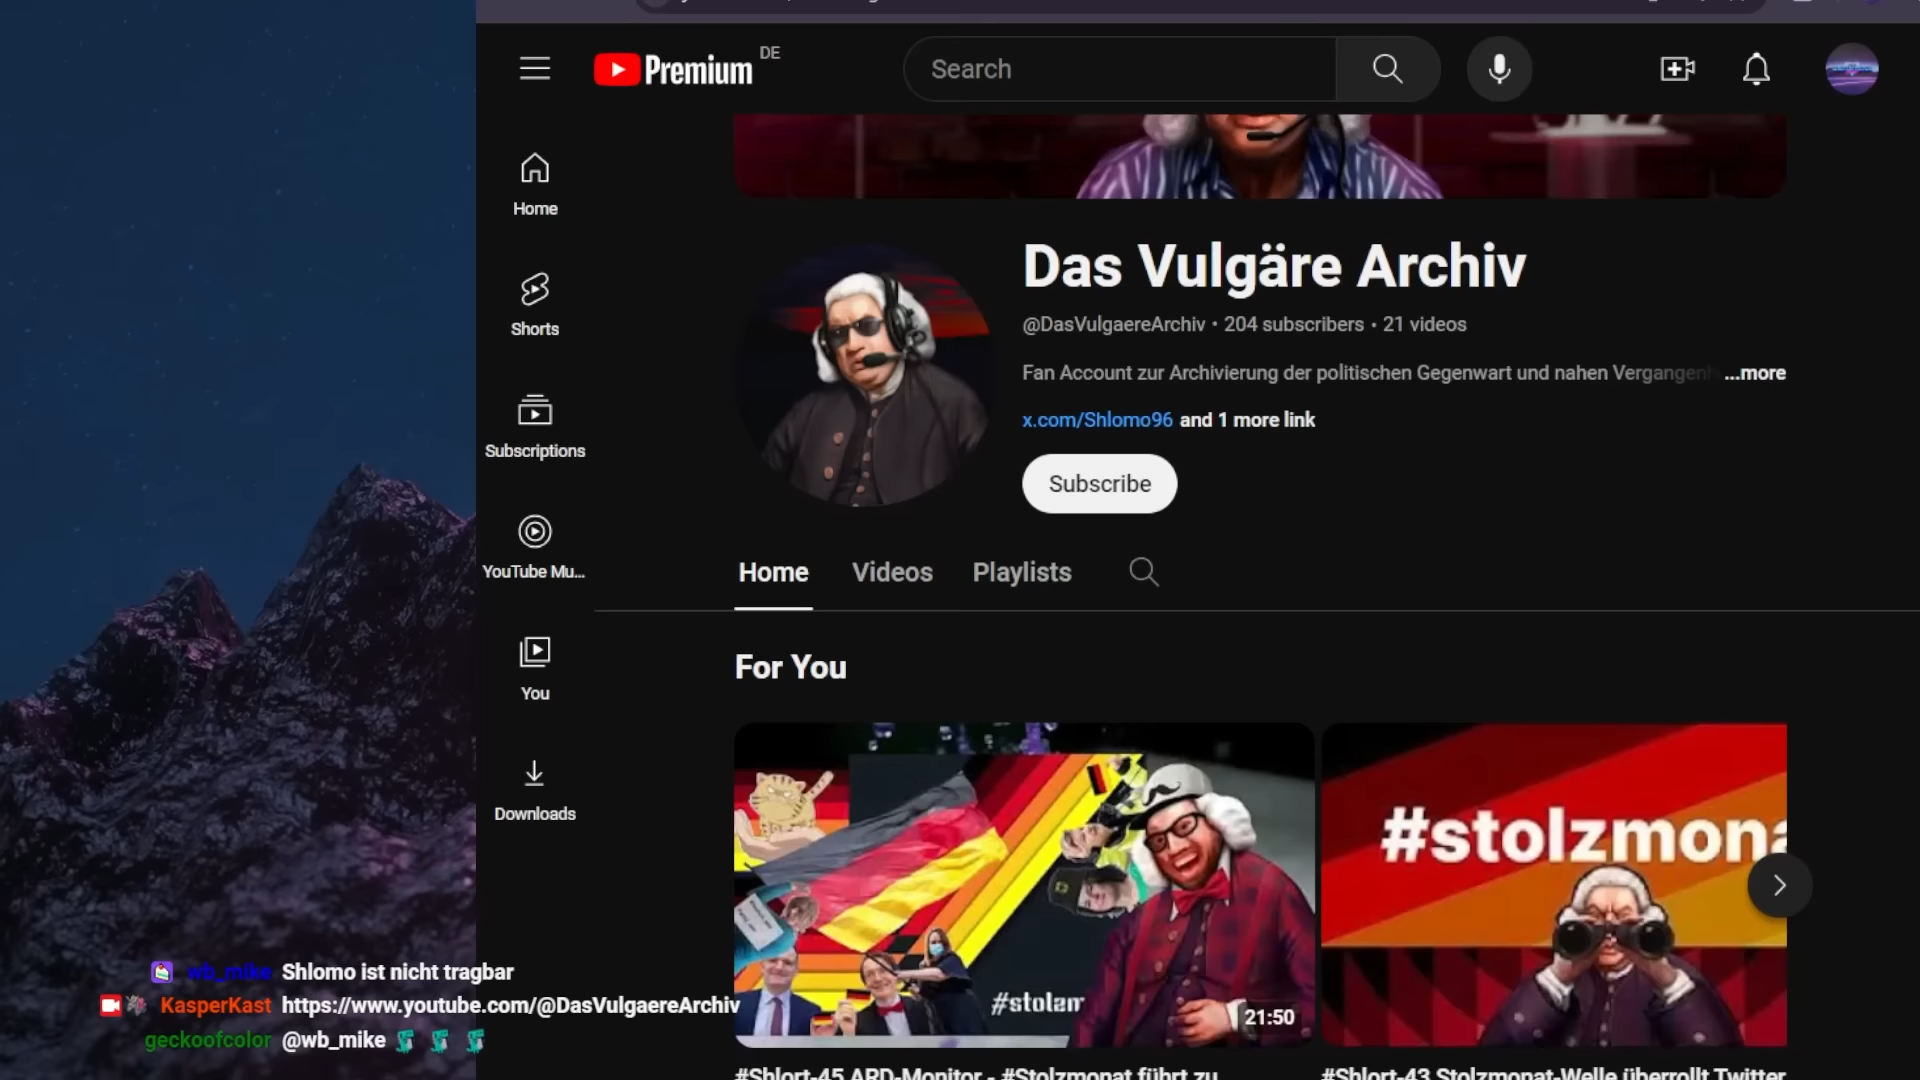 Premium DE
Search
Home
Shorts
Subscriptions
YouTube Mu...
You
Downloads
Das Vulgäre Archiv
@DasVulgaereArchiv • 204 subscribers • 21 videos
Fan Account zur Archivierung der politischen Gegenwart und nahen Vergangenh ...more
x.com/Shlomo96 and 1 more link
Subscribe
Home Videos Playlists
For You
#stolzm
21:50
#stolzmona
#Shlort-45 ARD-Monitor - #Stolzmonat führt zu
#Shlort-43 Stolzmonat-Welle überrollt Twitter
wb_mike Shlomo ist nicht tragbar
KasperKast https://www.youtube.com/@DasVulgaereArchiv
geckoofcolor @wb_mike